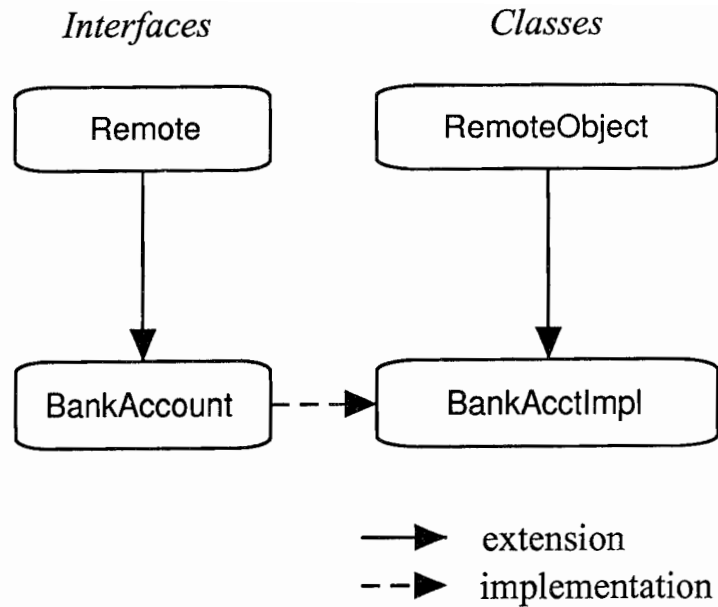 Interfaces
Classes
Remote
RemoteObject
BankAccount
BankAcctImpl
extension
implementation